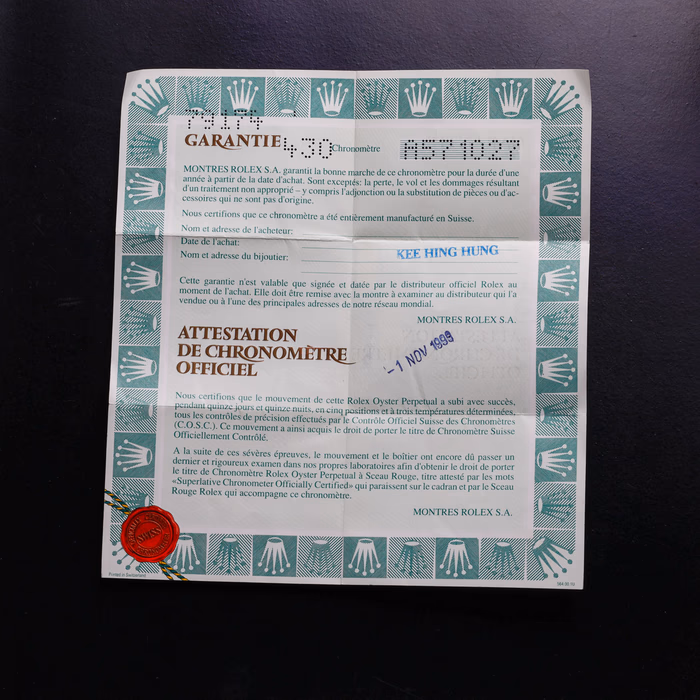 79174
GARANTIE 430 Chronomètre A571027
MONTRES ROLEX S.A. garantit la bonne marche de ce chronomètre pour la durée d'une
année à partir de la date d'achat. Sont exceptés: la perte, le vol et les dommages résultant
d'un traitement non approprié – y compris l'adjonction ou la substitution de pièces ou d'ac-
cessoires qui ne sont pas d'origine.
Nous certifions que ce chronomètre a été entièrement manufacturé en Suisse.
Nom et adresse de l'acheteur:
Date de l'achat:
KEE HING HUNG
Nom et adresse du bijoutier:
Cette garantie n'est valable que signée et datée par le distributeur officiel Rolex au
moment de l'achat. Elle doit être remise avec la montre à examiner au distributeur qui l'a
vendue ou à l'une des principales adresses de notre réseau mondial.
MONTRES ROLEX S.A.
-1 NOV 1999
ATTESTATION
DE CHRONOMÈTRE
OFFICIEL
Nous certifions que le mouvement de cette Rolex Oyster Perpetual a subi avec succès,
pendant quinze jours et quinze nuits, en cinq positions et à trois températures déterminées,
tous les contrôles de précision effectués par le Contrôle Officiel Suisse des Chronomètres
(C.O.S.C.). Ce mouvement a ainsi acquis le droit de porter le titre de Chronomètre Suisse
Officiellement Contrôlé.
A la suite de ces sévères épreuves, le mouvement et le boîtier ont encore dû passer un
dernier et rigoureux examen dans nos propres laboratoires afin d'obtenir le droit de porter
le titre de Chronomètre Rolex Oyster Perpetual à Sceau Rouge, titre attesté par les mots
«Superlative Chronometer Officially Certified» qui paraissent sur le cadran et par le Sceau
Rouge Rolex qui accompagne ce chronomètre.
MONTRES ROLEX S.A.
Printed in Switzerland